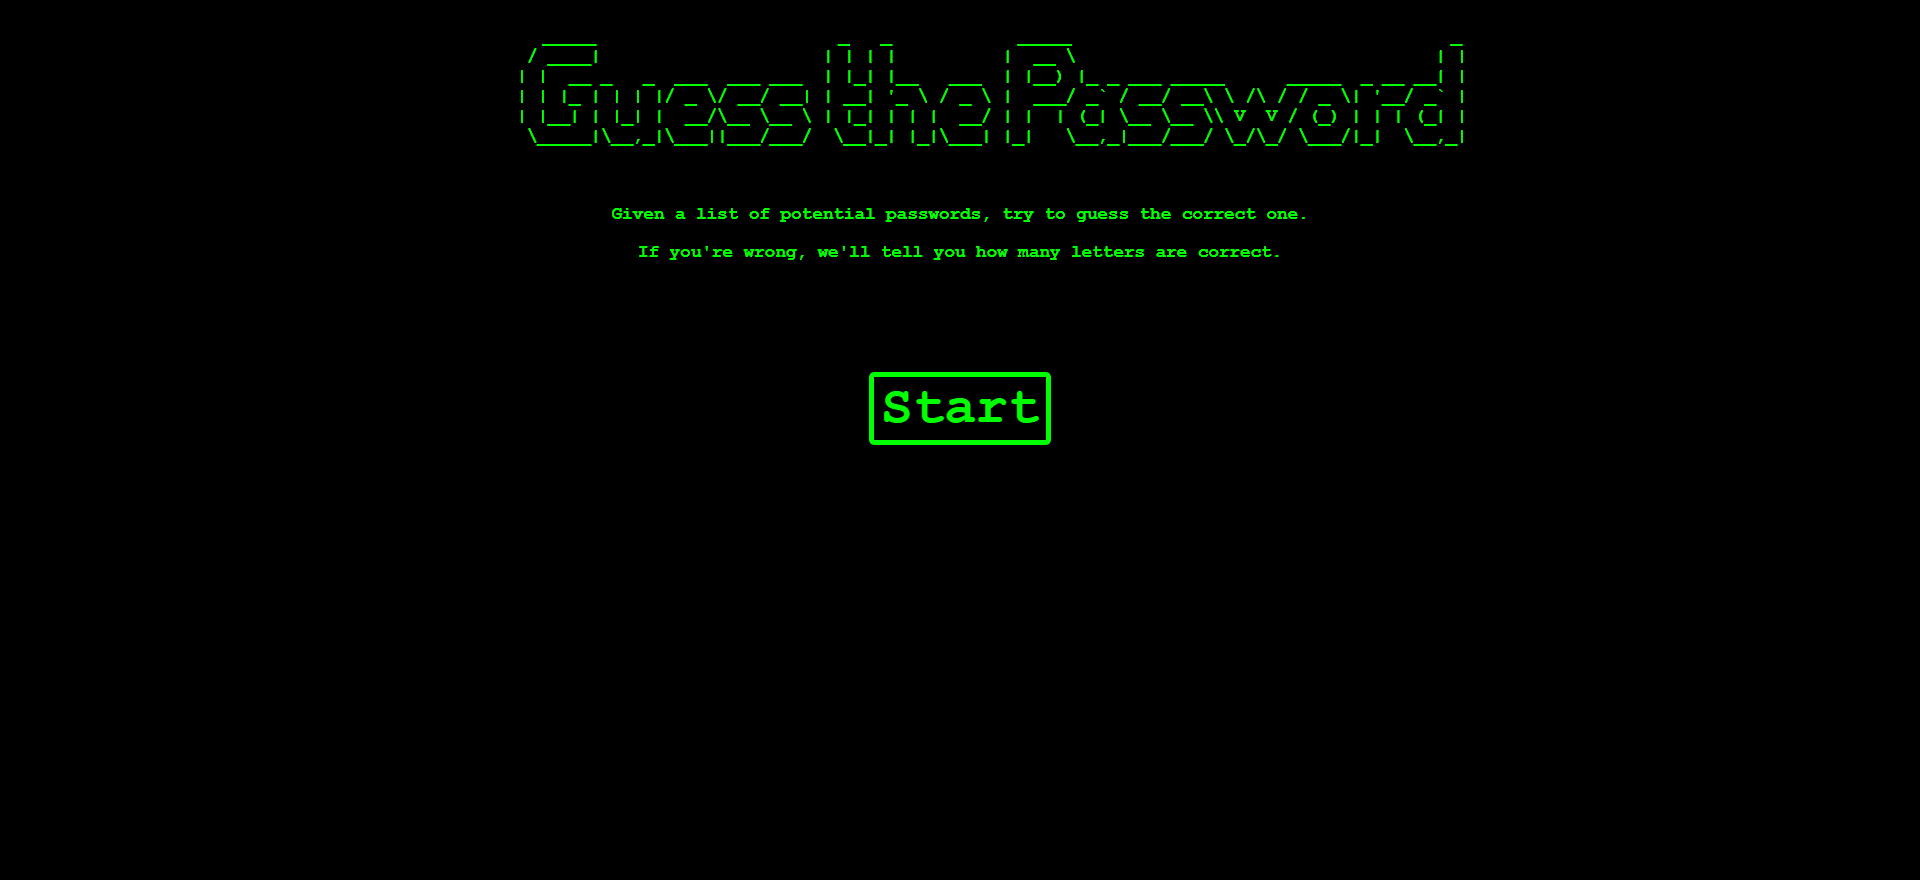 Guess the Password
Given a list of potential passwords, try to guess the correct one.
If you're wrong, we'll tell you how many letters are correct.
Start